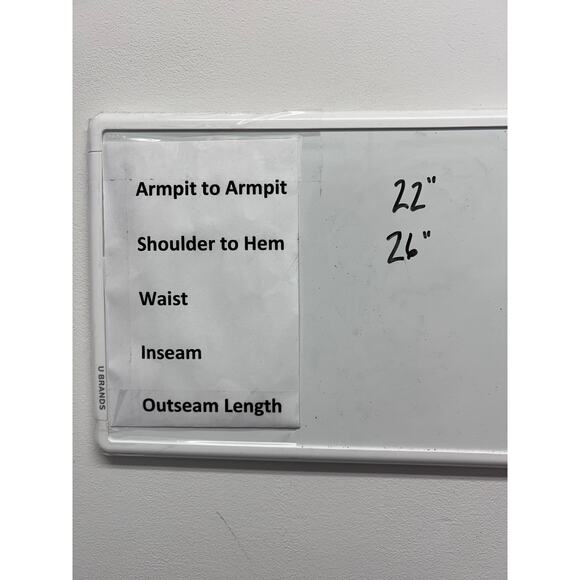 Armpit to Armpit 22"
Shoulder to Hem 26"
Waist
Inseam
Outseam Length
U BRANDS